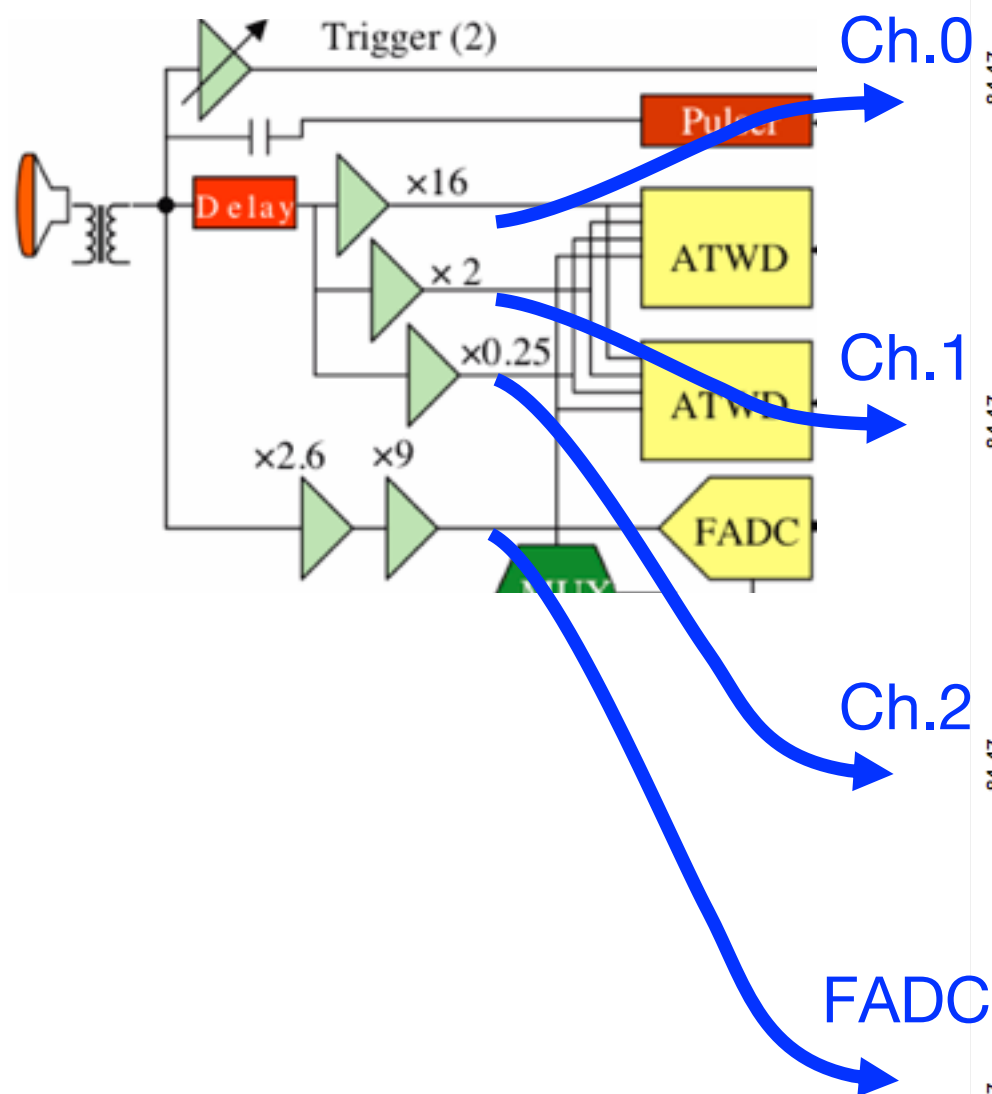 Trigger (2)
Ch.0
Pulser
Delay
×16
ATWD
× 2
×0.25
Ch.1
ATWD
×2.6
×9
FADC
MUX
Ch.2
FADC